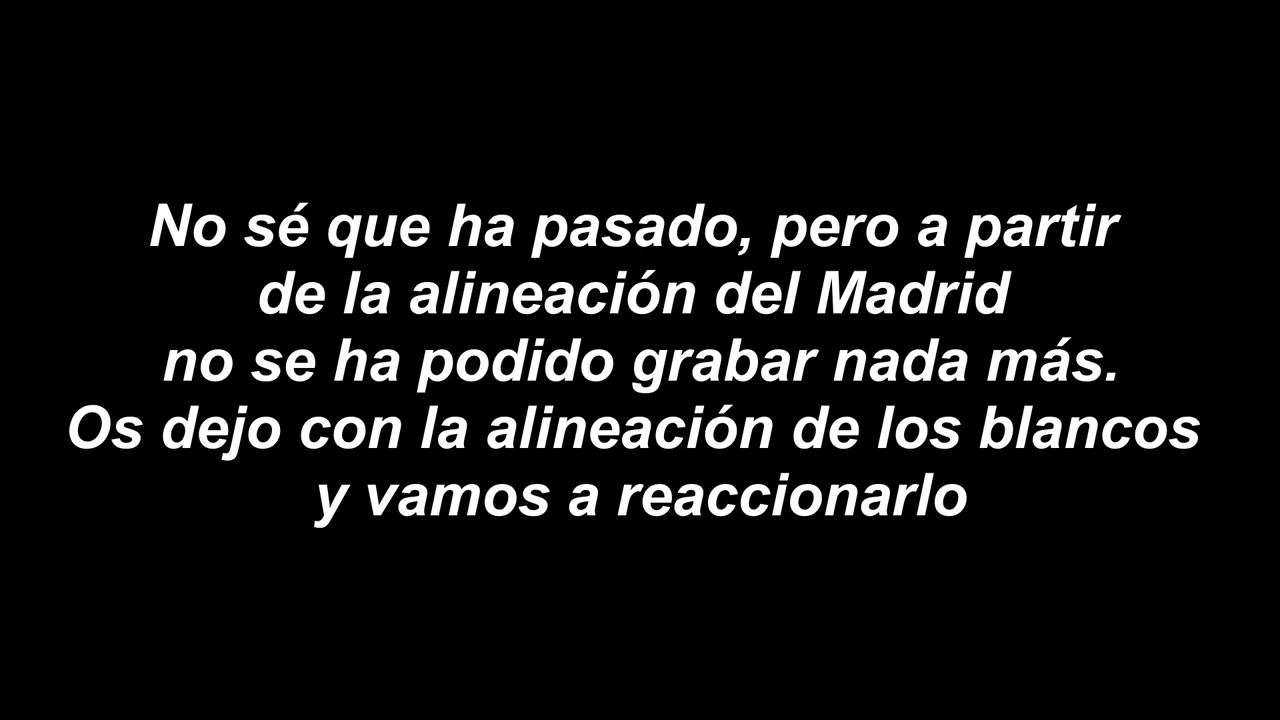 No sé que ha pasado, pero a partir
de la alineación del Madrid
no se ha podido grabar nada más.
Os dejo con la alineación de los blancos
y vamos a reaccionarlo